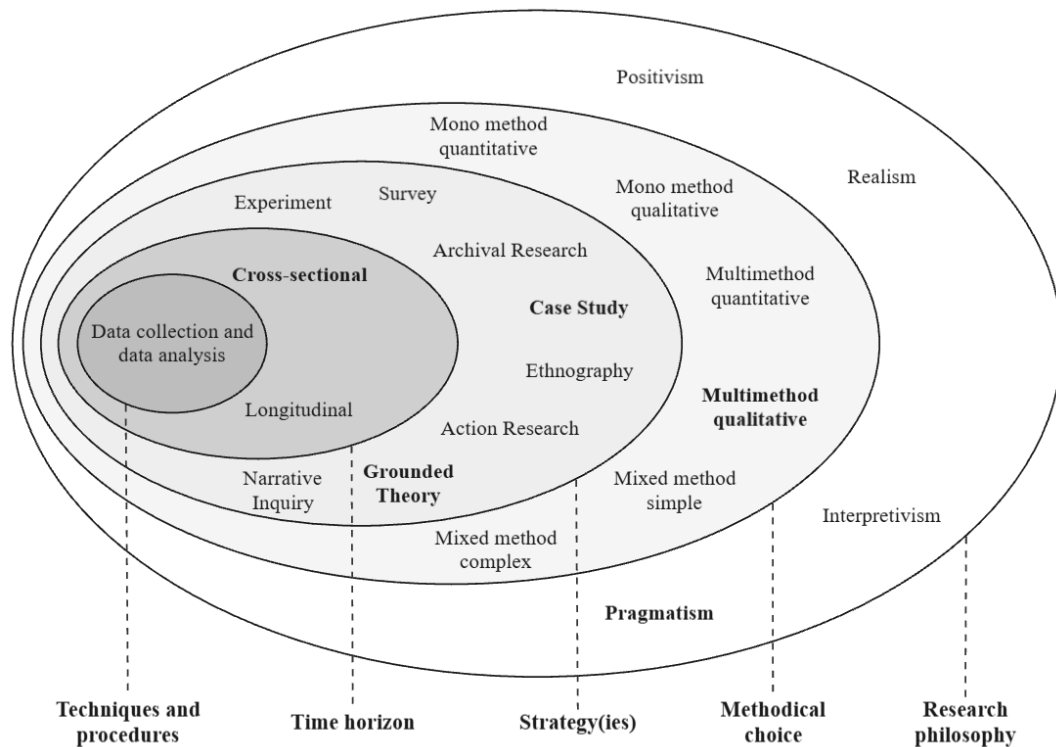 Positivism
Mono method
quantitative
Realism
Mono method
qualitative
Survey
Experiment
Archival Research
Cross-sectional
Multimethod
quantitative
Case Study
Data collection and
data analysis
Ethnography
Multimethod
qualitative
Longitudinal
Action Research
Grounded
Theory
Narrative
Inquiry
Mixed method
simple
Interpretivism
Mixed method
complex
Pragmatism
Techniques and
procedures
Time horizon
Strategy(ies)
Methodical
choice
Research
philosophy